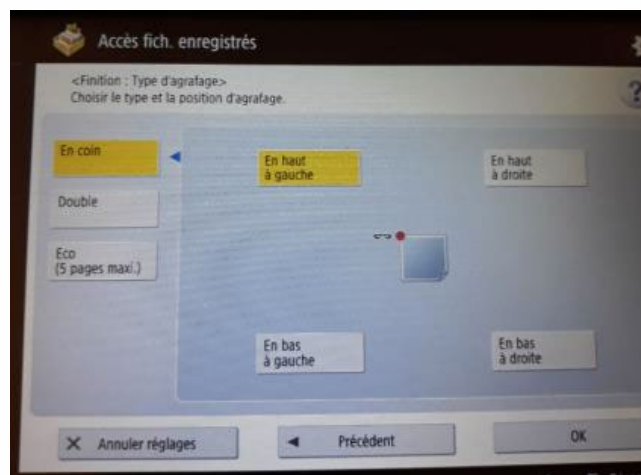 Accès fich. enregistrés
<Finition : Type d'agrafage>
Choisir le type et la position d'agrafage.
?
En coin
En haut
à gauche
En haut
à droite
Double
Eco
(5 pages maxi.)
En bas
à gauche
En bas
à droite
Annuler réglages
Précédent
OK